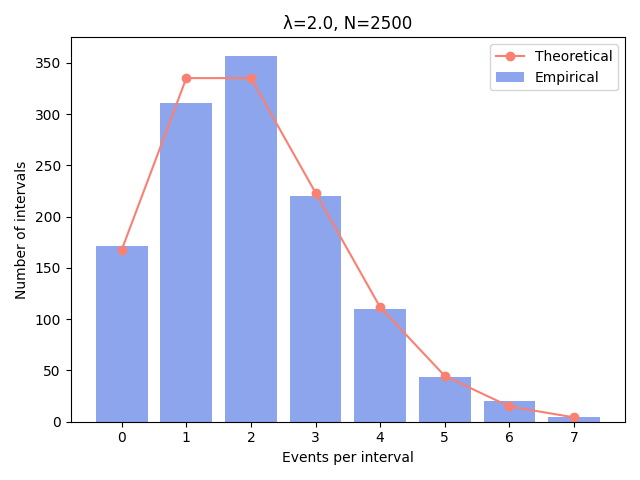 λ=2.0, N=2500
Theoretical
Empirical
350
300
250
200
150
100
50
0
Number of intervals
0 1 2 3 4 5 6 7
Events per interval